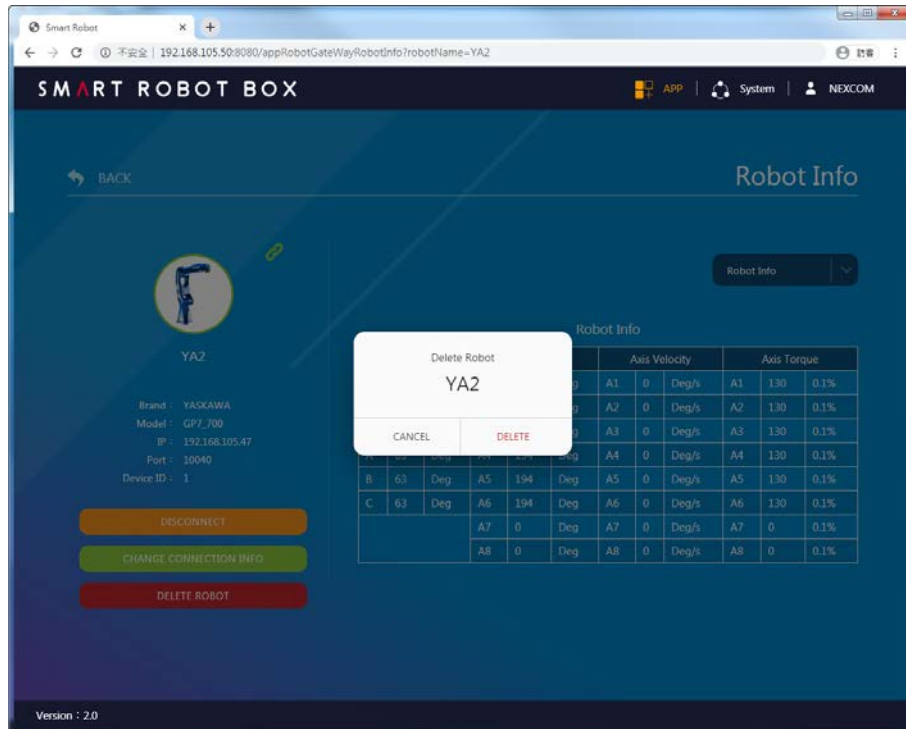 Smart Robot
不安全 | 192.168.105.50:8080/appRobotGateWayRobotInfo?robotName=YA2
訪客
SMART ROBOT BOX
APP | System | NEXCOM
BACK
Robot Info
Robot Info
YA2
Brand : YASKAWA
Model : GP7_700
IP : 192.168.105.47
Port : 10040
Device ID : 1
DISCONNECT
CHANGE CONNECTION INFO
DELETE ROBOT
Robot Info
Axis Velocity Axis Torque
A1 0 Deg/s A1 130 0.1%
A2 0 Deg/s A2 130 0.1%
A3 0 Deg/s A3 130 0.1%
Deg A4 0 Deg/s A4 130 0.1%
B 63 Deg A5 194 Deg A5 0 Deg/s A5 130 0.1%
C 63 Deg A6 194 Deg A6 0 Deg/s A6 130 0.1%
A7 0 Deg A7 0 Deg/s A7 0 0.1%
A8 0 Deg A8 0 Deg/s A8 0 0.1%
Delete Robot
YA2
CANCEL DELETE
Version : 2.0